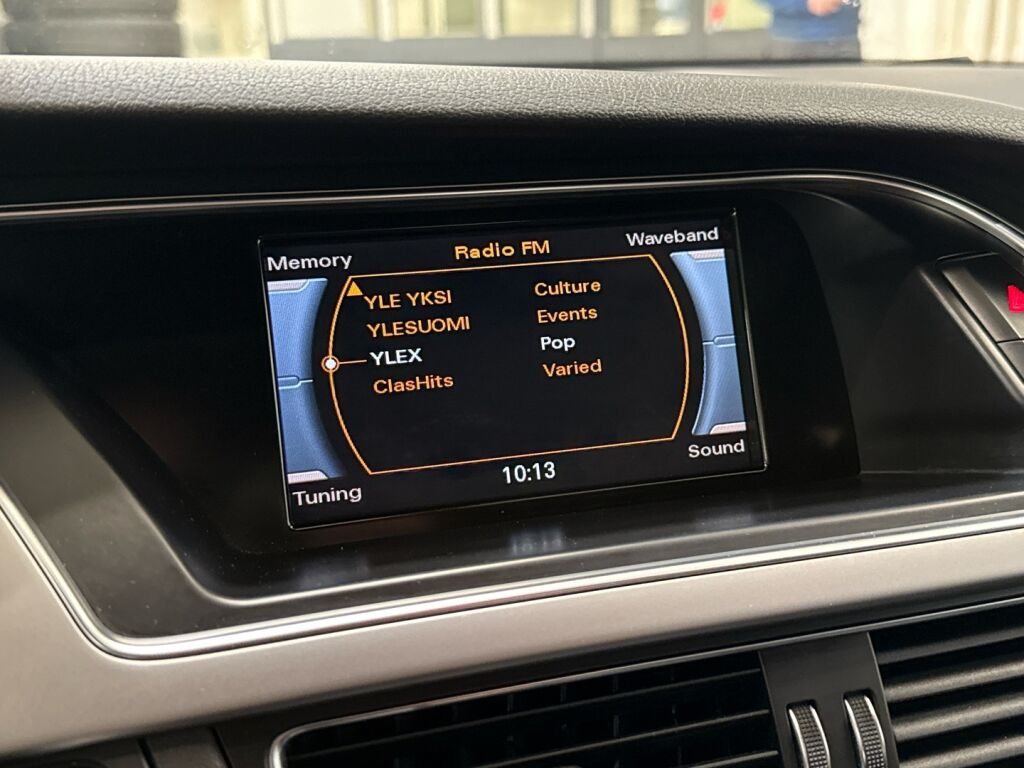 Memory
Radio FM
Waveband
YLE YKSI Culture
YLESUOMI Events
YLEX Pop
ClasHits Varied
Tuning
10:13
Sound